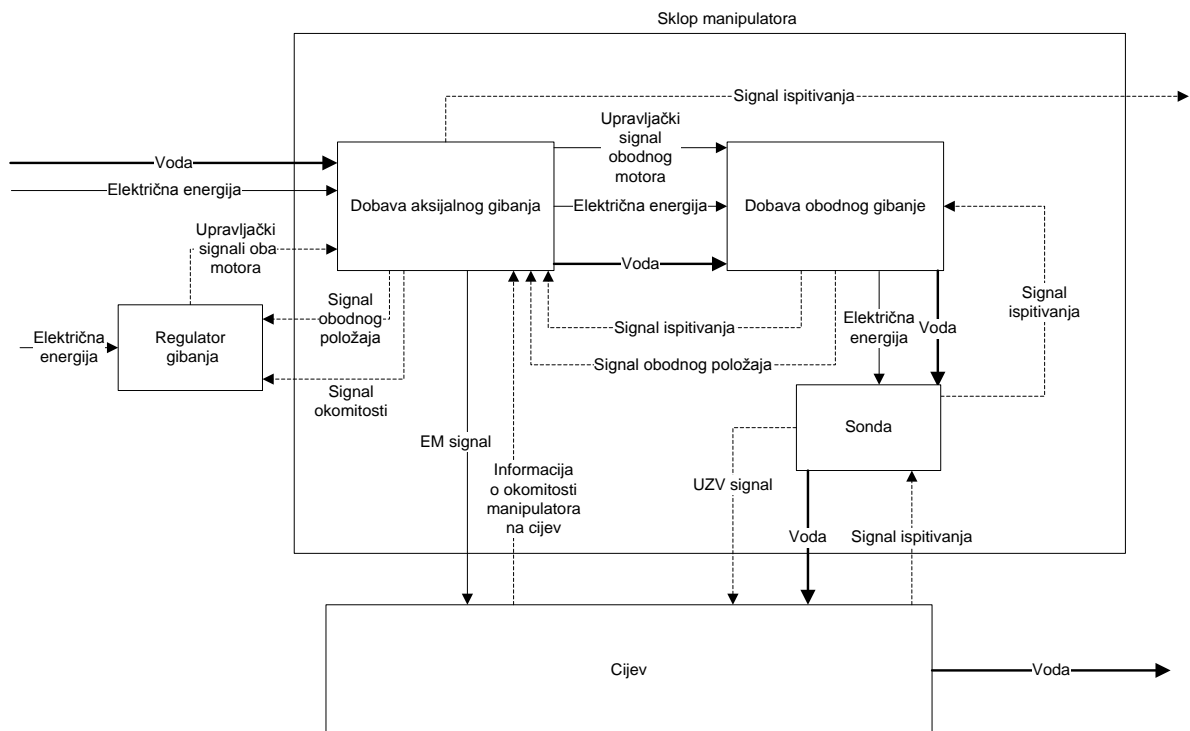 Sklop manipulatora
Signal ispitivanja
Upravljački
signal
obodnog
motora
Voda
Električna energija
Dobava aksijalnog gibanja
Električna energija
Dobava obodnog gibanje
Upravljački
signali oba
motora
Voda
Signal
obodnog
položaja
Signal
ispitivanja
Električna
energija
Regulator
gibanja
Signal ispitivanja
Električna
energija
Voda
Signal obodnog položaja
Signal
okomitosti
Sonda
EM signal
Informacija
o okomitosti
manipulatora
na cijev
UZV signal
Voda
Signal ispitivanja
Cijev
Voda